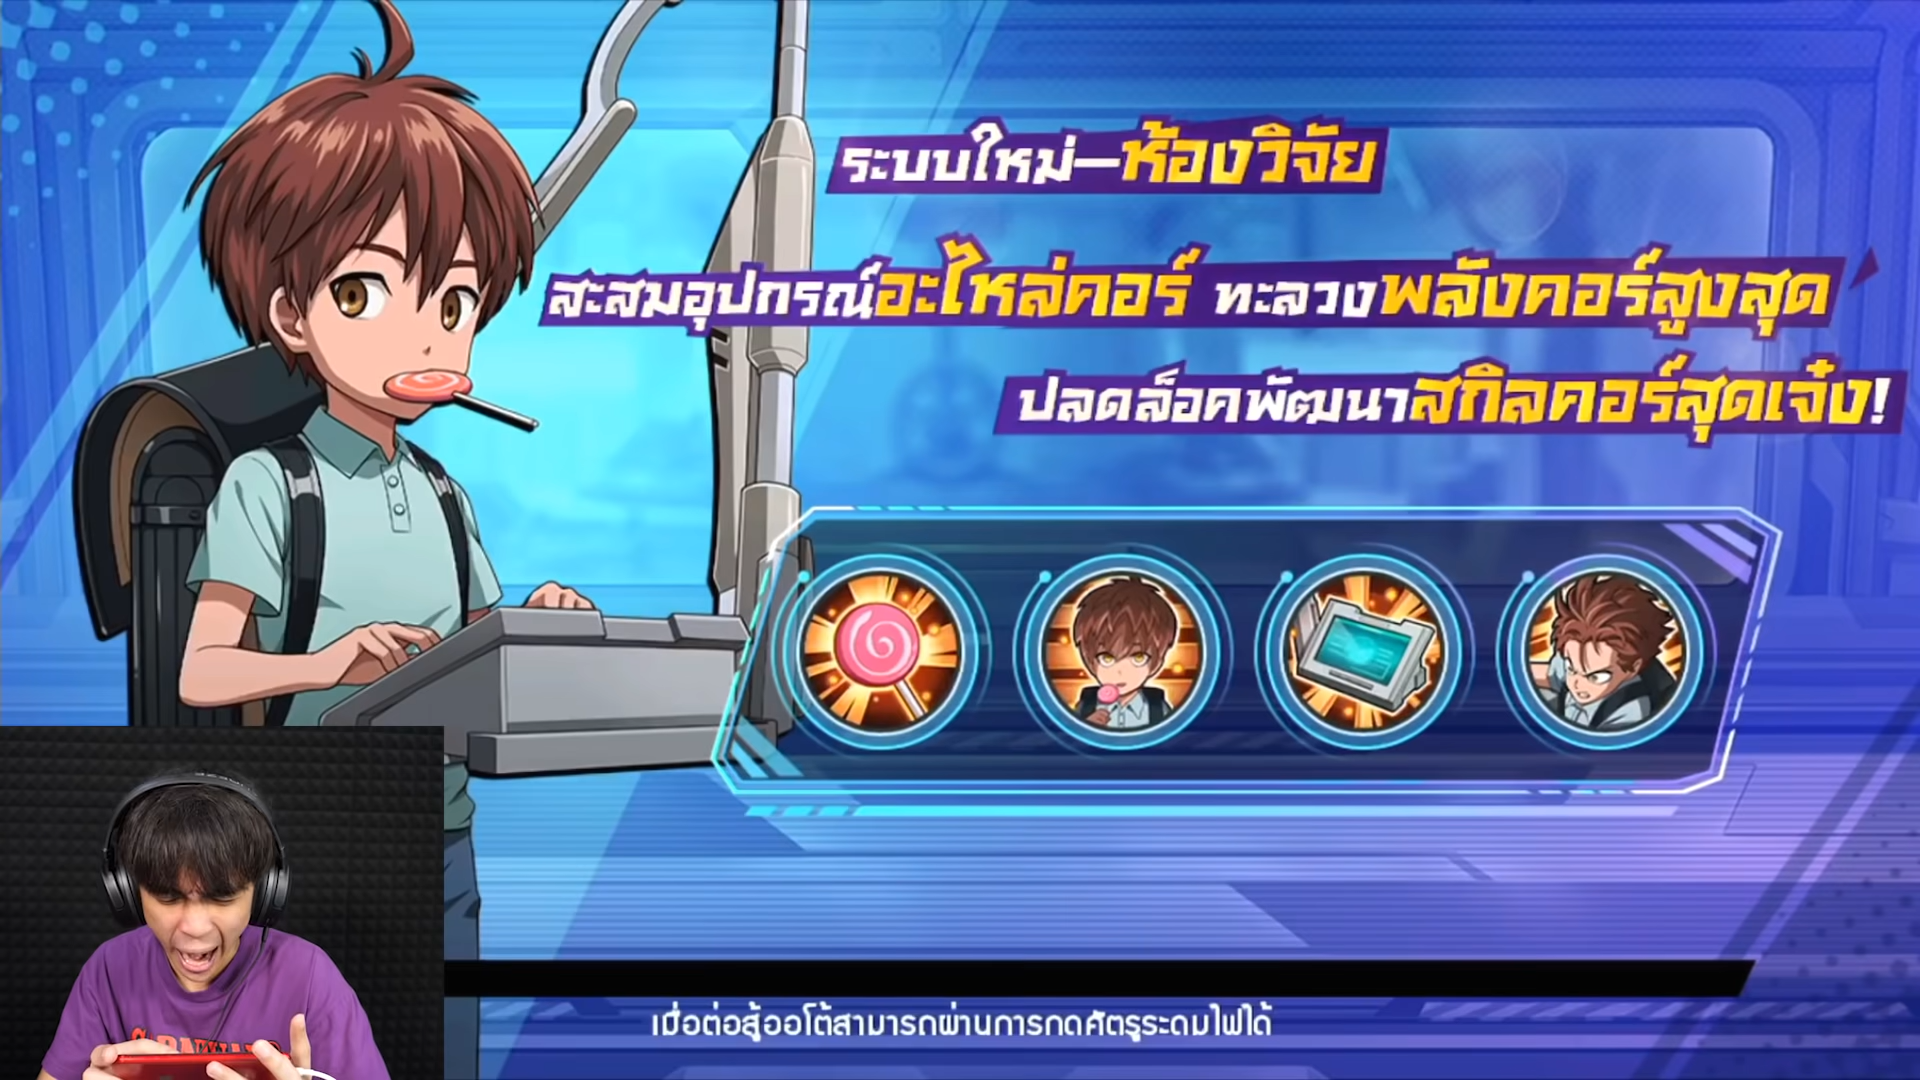 ระบบใหม่—ห้องวิจัย
สะสมอุปกรณ์อะไหล่คอร์ ทะลวงพลังคอร์สูงสุด
ปลดล็อคพัฒนาสกิลคอร์สุดเจ๋ง!
เมื่อต่อสู้ออโต้สามารถผ่านการกดศัตรูระดมไฟได้